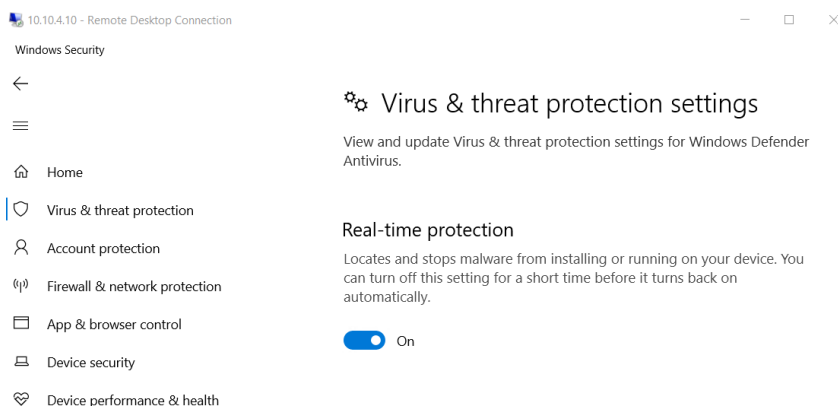 10.10.4.10 - Remote Desktop Connection
Windows Security
Home
Virus & threat protection
Account protection
Firewall & network protection
App & browser control
Device security
Device performance & health
Virus & threat protection settings
View and update Virus & threat protection settings for Windows Defender
Antivirus.
Real-time protection
Locates and stops malware from installing or running on your device. You
can turn off this setting for a short time before it turns back on
automatically.
On